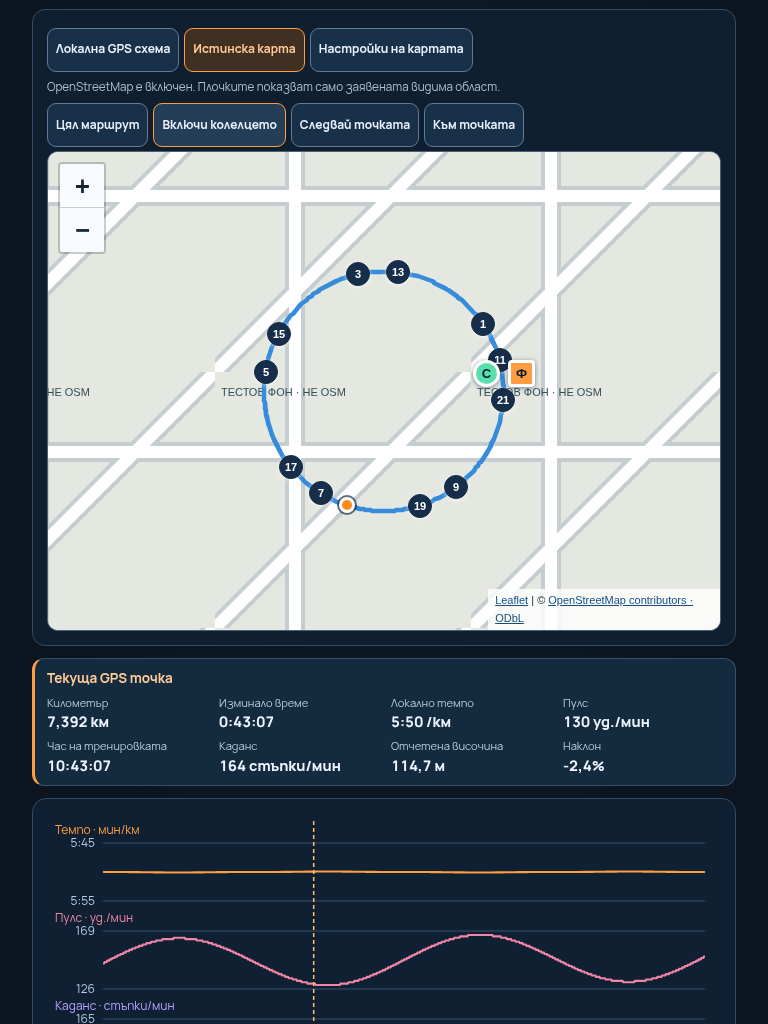 Локална GPS схема Истинска карта Настройки на картата
OpenStreetMap е включен. Плочките показват само заявената видима област.
Цял маршрут Включи колелцето Следвай точката Към точката
+
−
3 13
1
15
11
5 С Ф
НЕ OSM ТЕСТОВ ФОН · НЕ OSM ТЕСТОВ ФОН · НЕ OSM
21
17
7 9
19
Leaflet | © OpenStreetMap contributors ·
ODbL
Текуща GPS точка
Километър Изминало време Локално темпо Пулс
7,392 км 0:43:07 5:50 /км 130 уд./мин
Час на тренировката Каданс Отчетена височина Наклон
10:43:07 164 стъпки/мин 114,7 м -2,4%
Темпо · мин/км
5:45
5:55
Пулс · уд./мин
169
126
Каданс · стъпки/мин
165